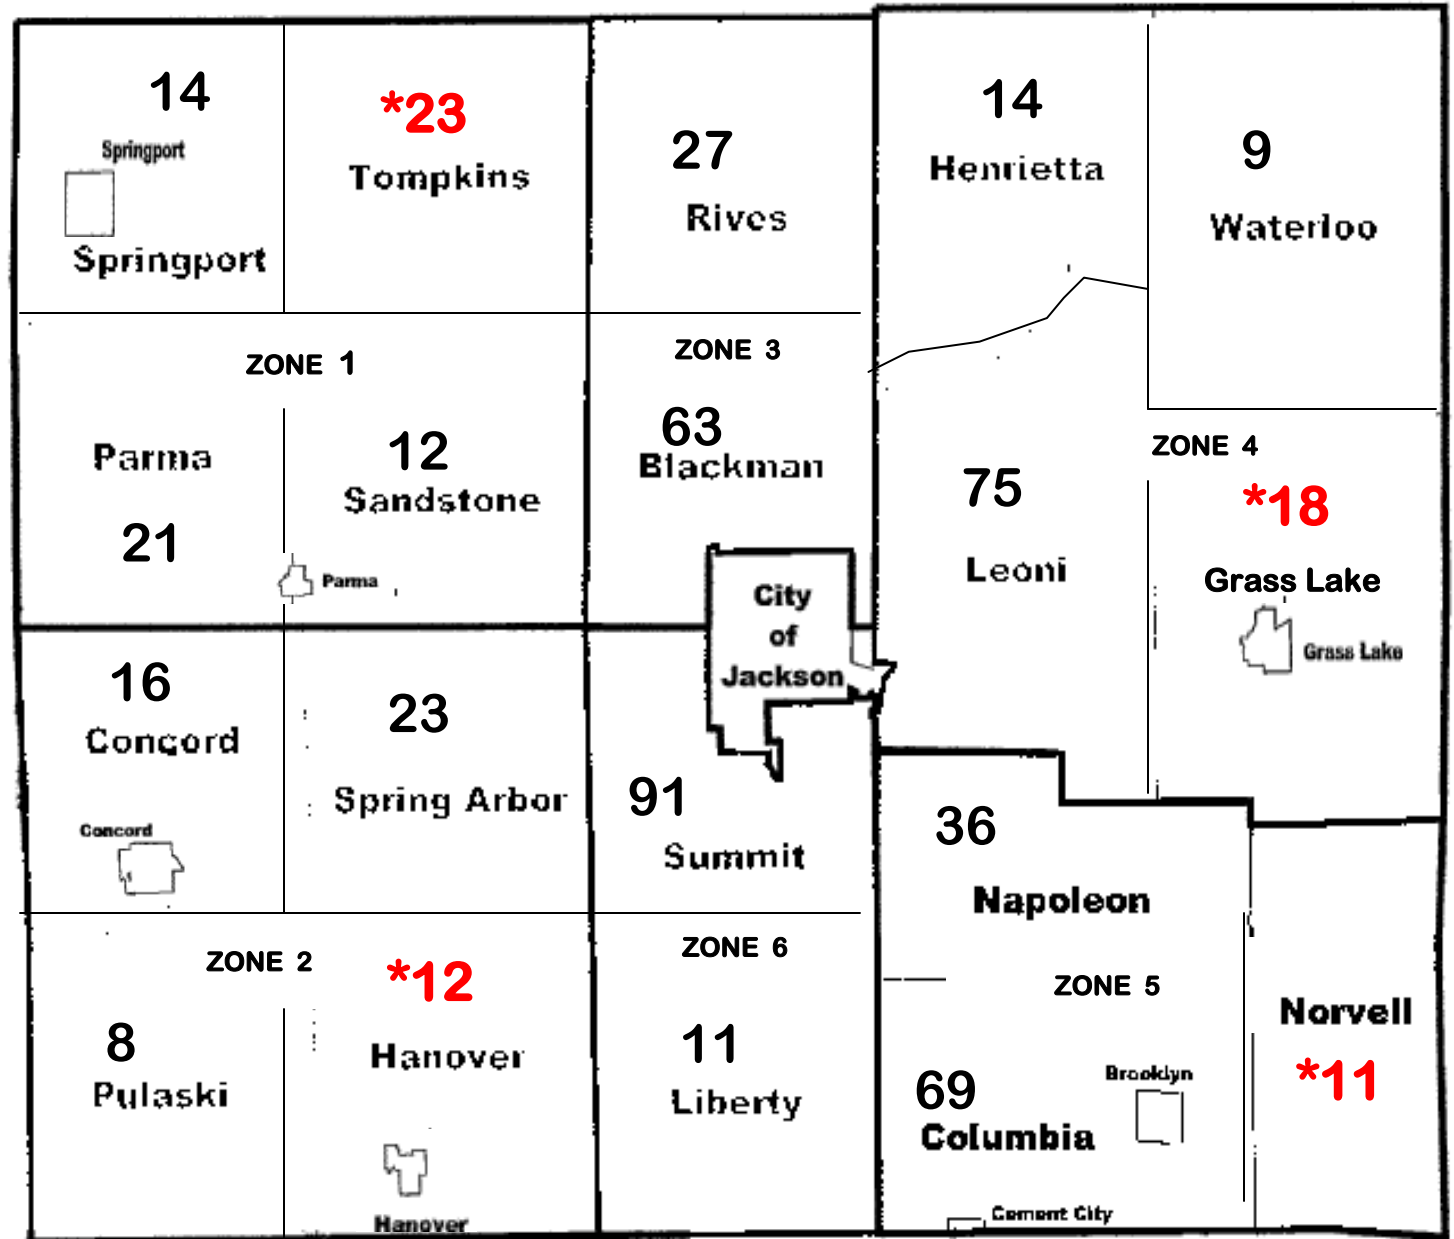 14
Springport
Springport
*23
Tompkins
27
Rives
14
Henrietta
9
Waterloo
ZONE 1
Parma
21
12
Sandstone
Parma
ZONE 3
63
Blackman
City
of
Jackson
75
Leoni
ZONE 4
*18
Grass Lake
Grass Lake
16
Concord
Concord
23
Spring Arbor
91
Summit
36
Napoleon
ZONE 2
8
Pulaski
*12
Hanover
Hanover
ZONE 6
11
Liberty
ZONE 5
69
Columbia
Brooklyn
Cement City
Norvell
*11